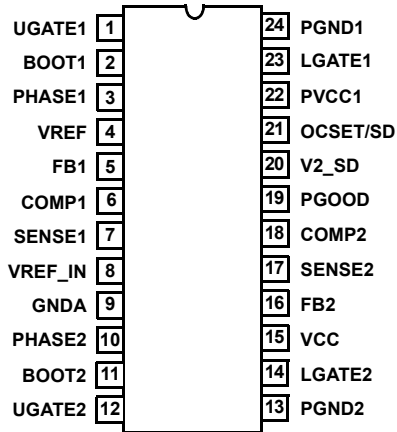 UGATE1 1 24 PGND1
BOOT1 2 23 LGATE1
PHASE1 3 22 PVCC1
VREF 4 21 OCSET/SD
FB1 5 20 V2_SD
COMP1 6 19 PGOOD
SENSE1 7 18 COMP2
VREF_IN 8 17 SENSE2
GNDA 9 16 FB2
PHASE2 10 15 VCC
BOOT2 11 14 LGATE2
UGATE2 12 13 PGND2